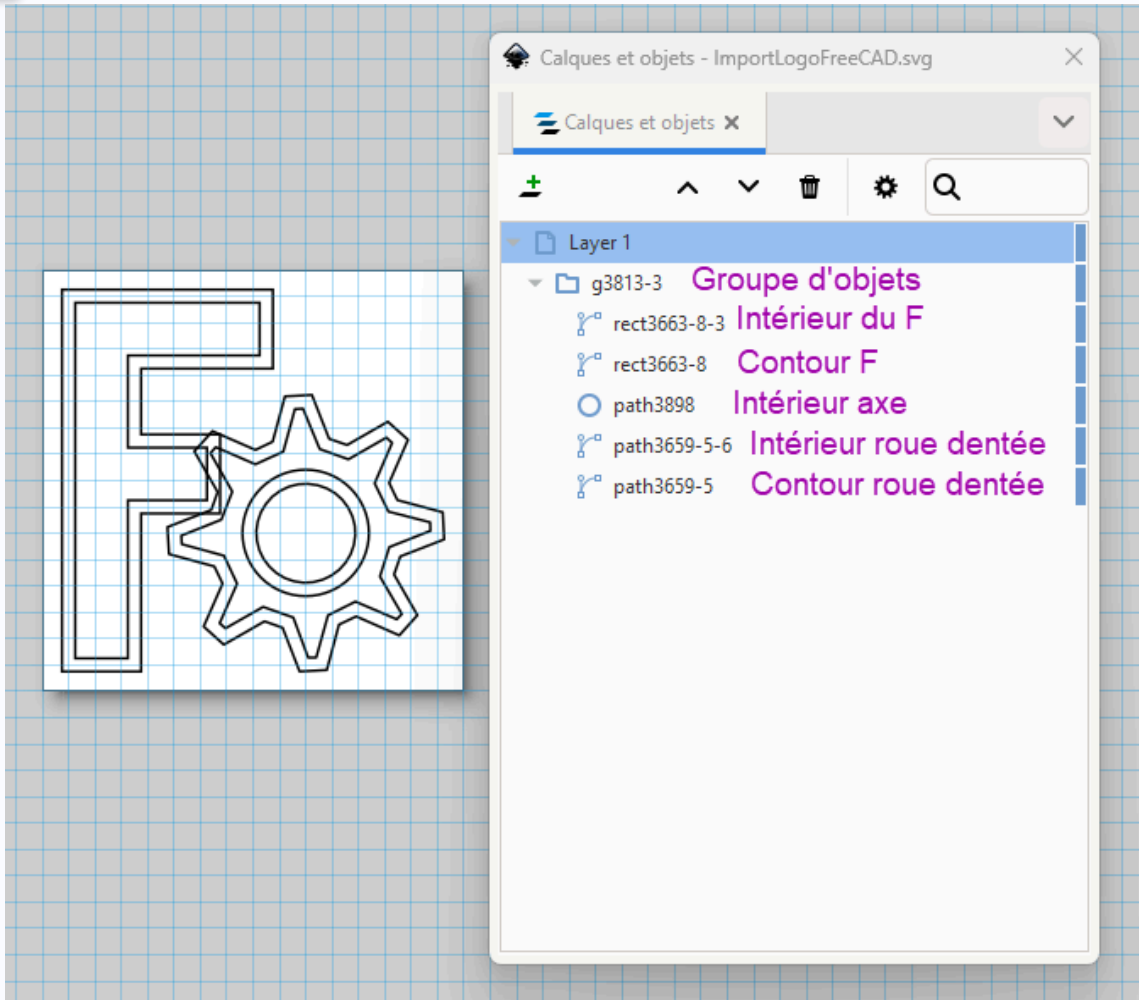 Calques et objets - ImportLogoFreeCAD.svg
Calques et objets
Layer 1
g3813-3 Groupe d'objets
rect3663-8-3 Intérieur du F
rect3663-8 Contour F
path3898 Intérieur axe
path3659-5-6 Intérieur roue dentée
path3659-5 Contour roue dentée